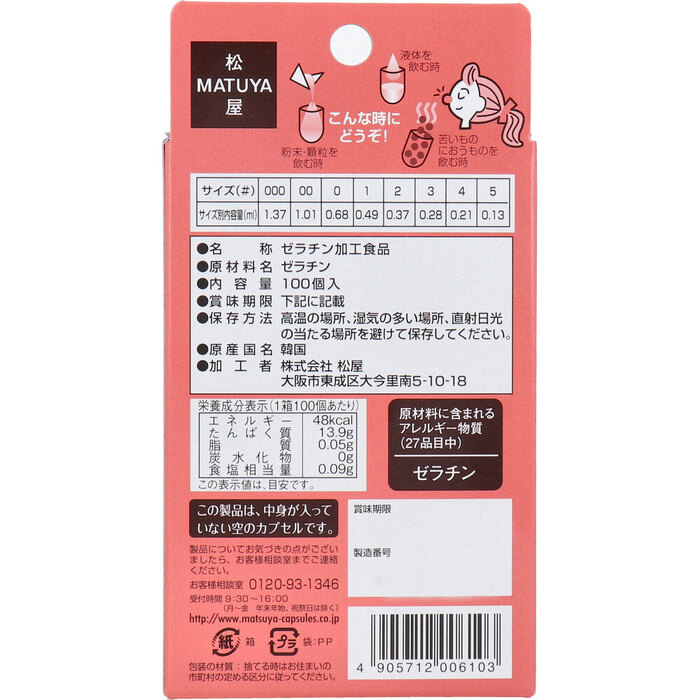 松
MATUYA
屋
液体を
飲む時
こんな時に
どうぞ!
粉末・顆粒を
飲む時
苦いもの
におうものを
飲む時
サイズ(#) 000 00 0 1 2 3 4 5
サイズ別内容量(ml) 1.37 1.01 0.68 0.49 0.37 0.28 0.21 0.13
●名称 ゼラチン加工食品
●原材料名 ゼラチン
●内容量 100個入
●賞味期限 下記に記載
●保存方法 高温の場所、湿気の多い場所、直射日光
の当たる場所を避けて保存してください。
●原産国名 韓国
●加工者 株式会社 松屋
大阪市東成区大今里南5-10-18
栄養成分表示(1箱100個あたり)
エネルギー 48kcal
たんぱく質 13.9g
脂質 0.05g
炭水化物 0g
食塩相当量 0.09g
この表示値は、目安です。
原材料に含まれる
アレルギー物質
(27品目中)
ゼラチン
この製品は、中身が入って
いない空のカプセルです。
製品についてお気づきの点がござい
ましたら、お客様相談室までご連絡
ください。
お客様相談室 0120-93-1346
受付時間 9:30~16:00
(月~金 年末年始、祝祭日は除く)
http://www.matuya-capsules.co.jp
紙 箱 プラ 袋:PP
包装の材質:捨てる時はお住まいの
市町村の定める区分に従ってください。
賞味期限
製造番号
4 905712 006103